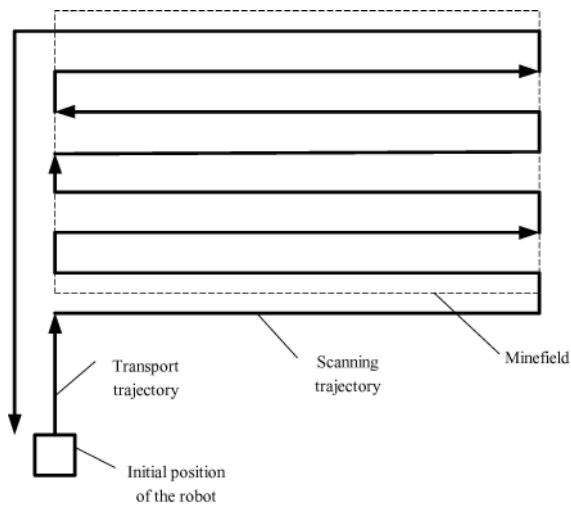 Transport
trajectory
Scanning
trajectory
Minefield
Initial position
of the robot